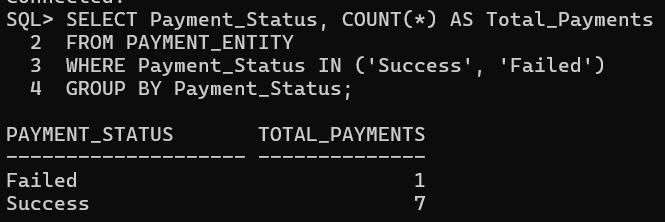 Connected.
SQL> SELECT Payment_Status, COUNT(*) AS Total_Payments
  2  FROM PAYMENT_ENTITY
  3  WHERE Payment_Status IN ('Success', 'Failed')
  4  GROUP BY Payment_Status;
PAYMENT_STATUS       TOTAL_PAYMENTS
-------------------- --------------
Failed                            1
Success                           7